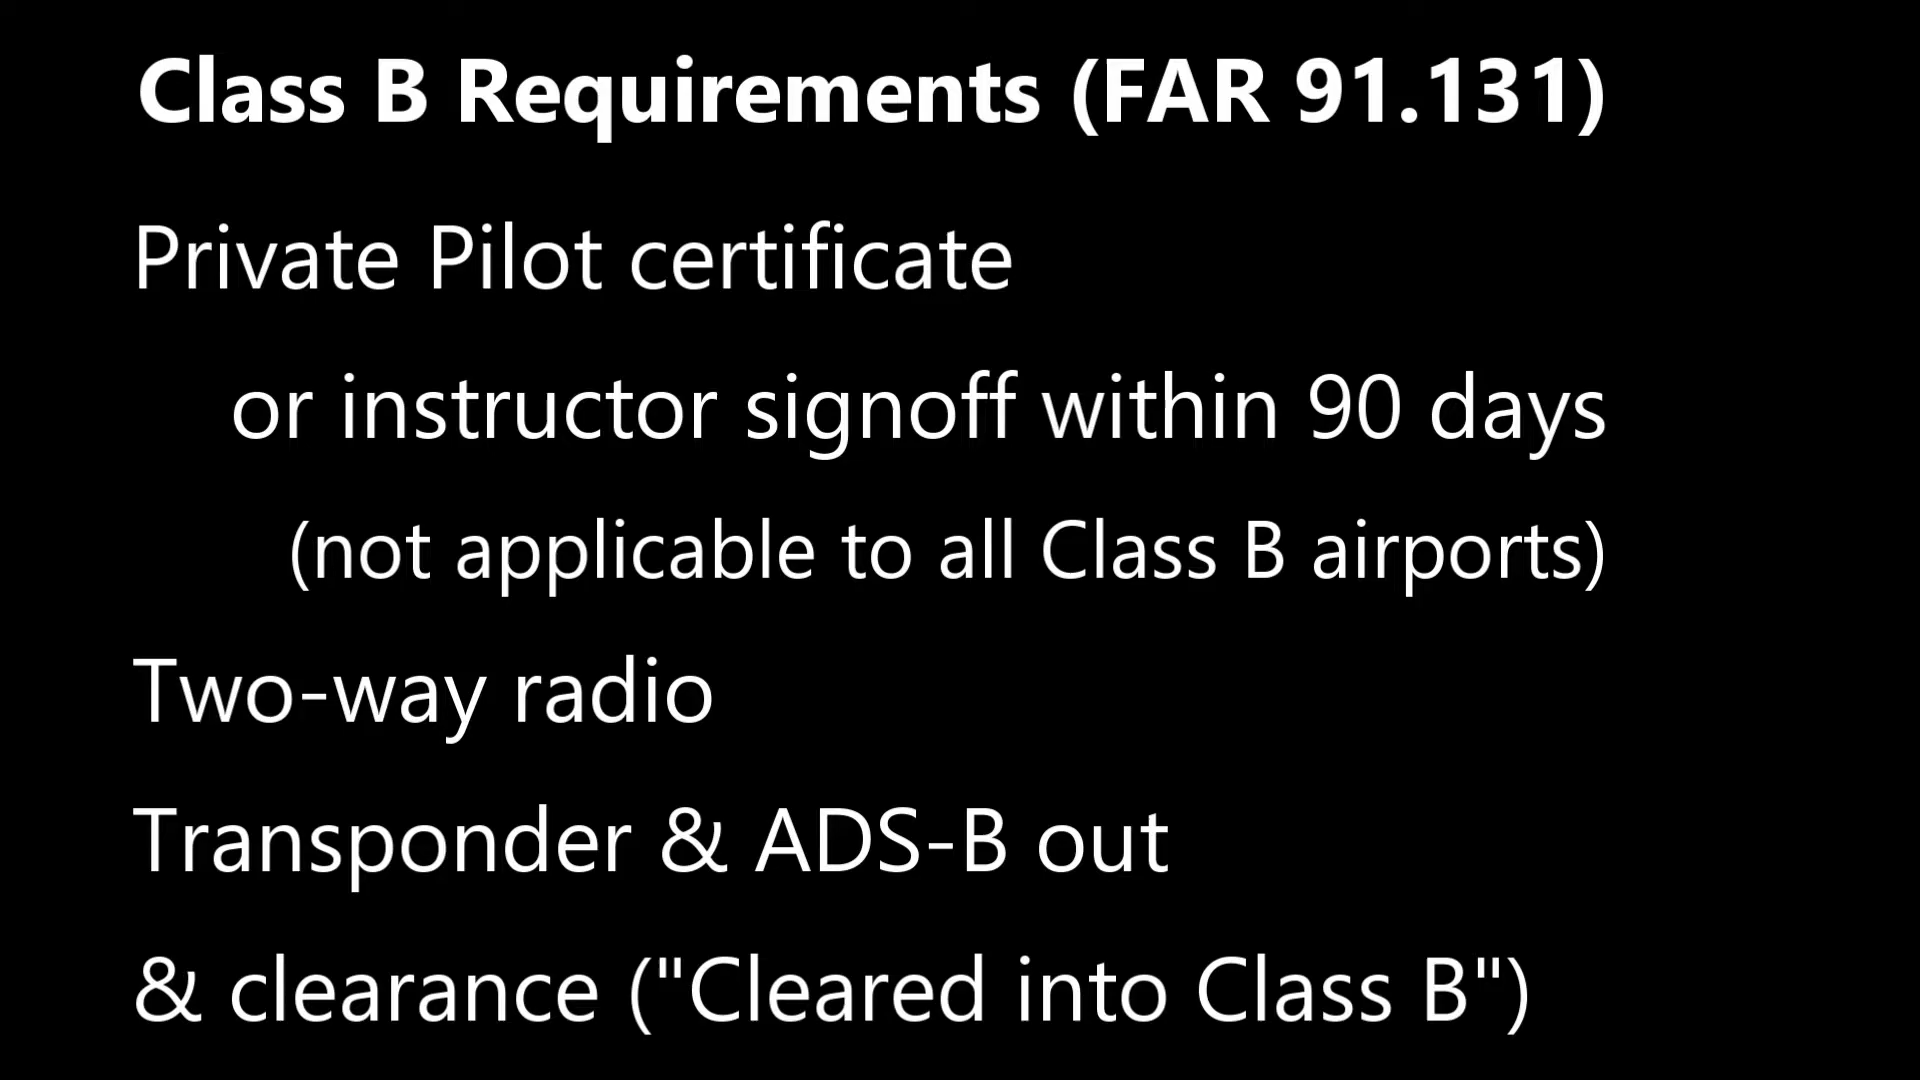 Class B Requirements (FAR 91.131)
Private Pilot certificate
or instructor signoff within 90 days
(not applicable to all Class B airports)
Two-way radio
Transponder & ADS-B out
& clearance ("Cleared into Class B")